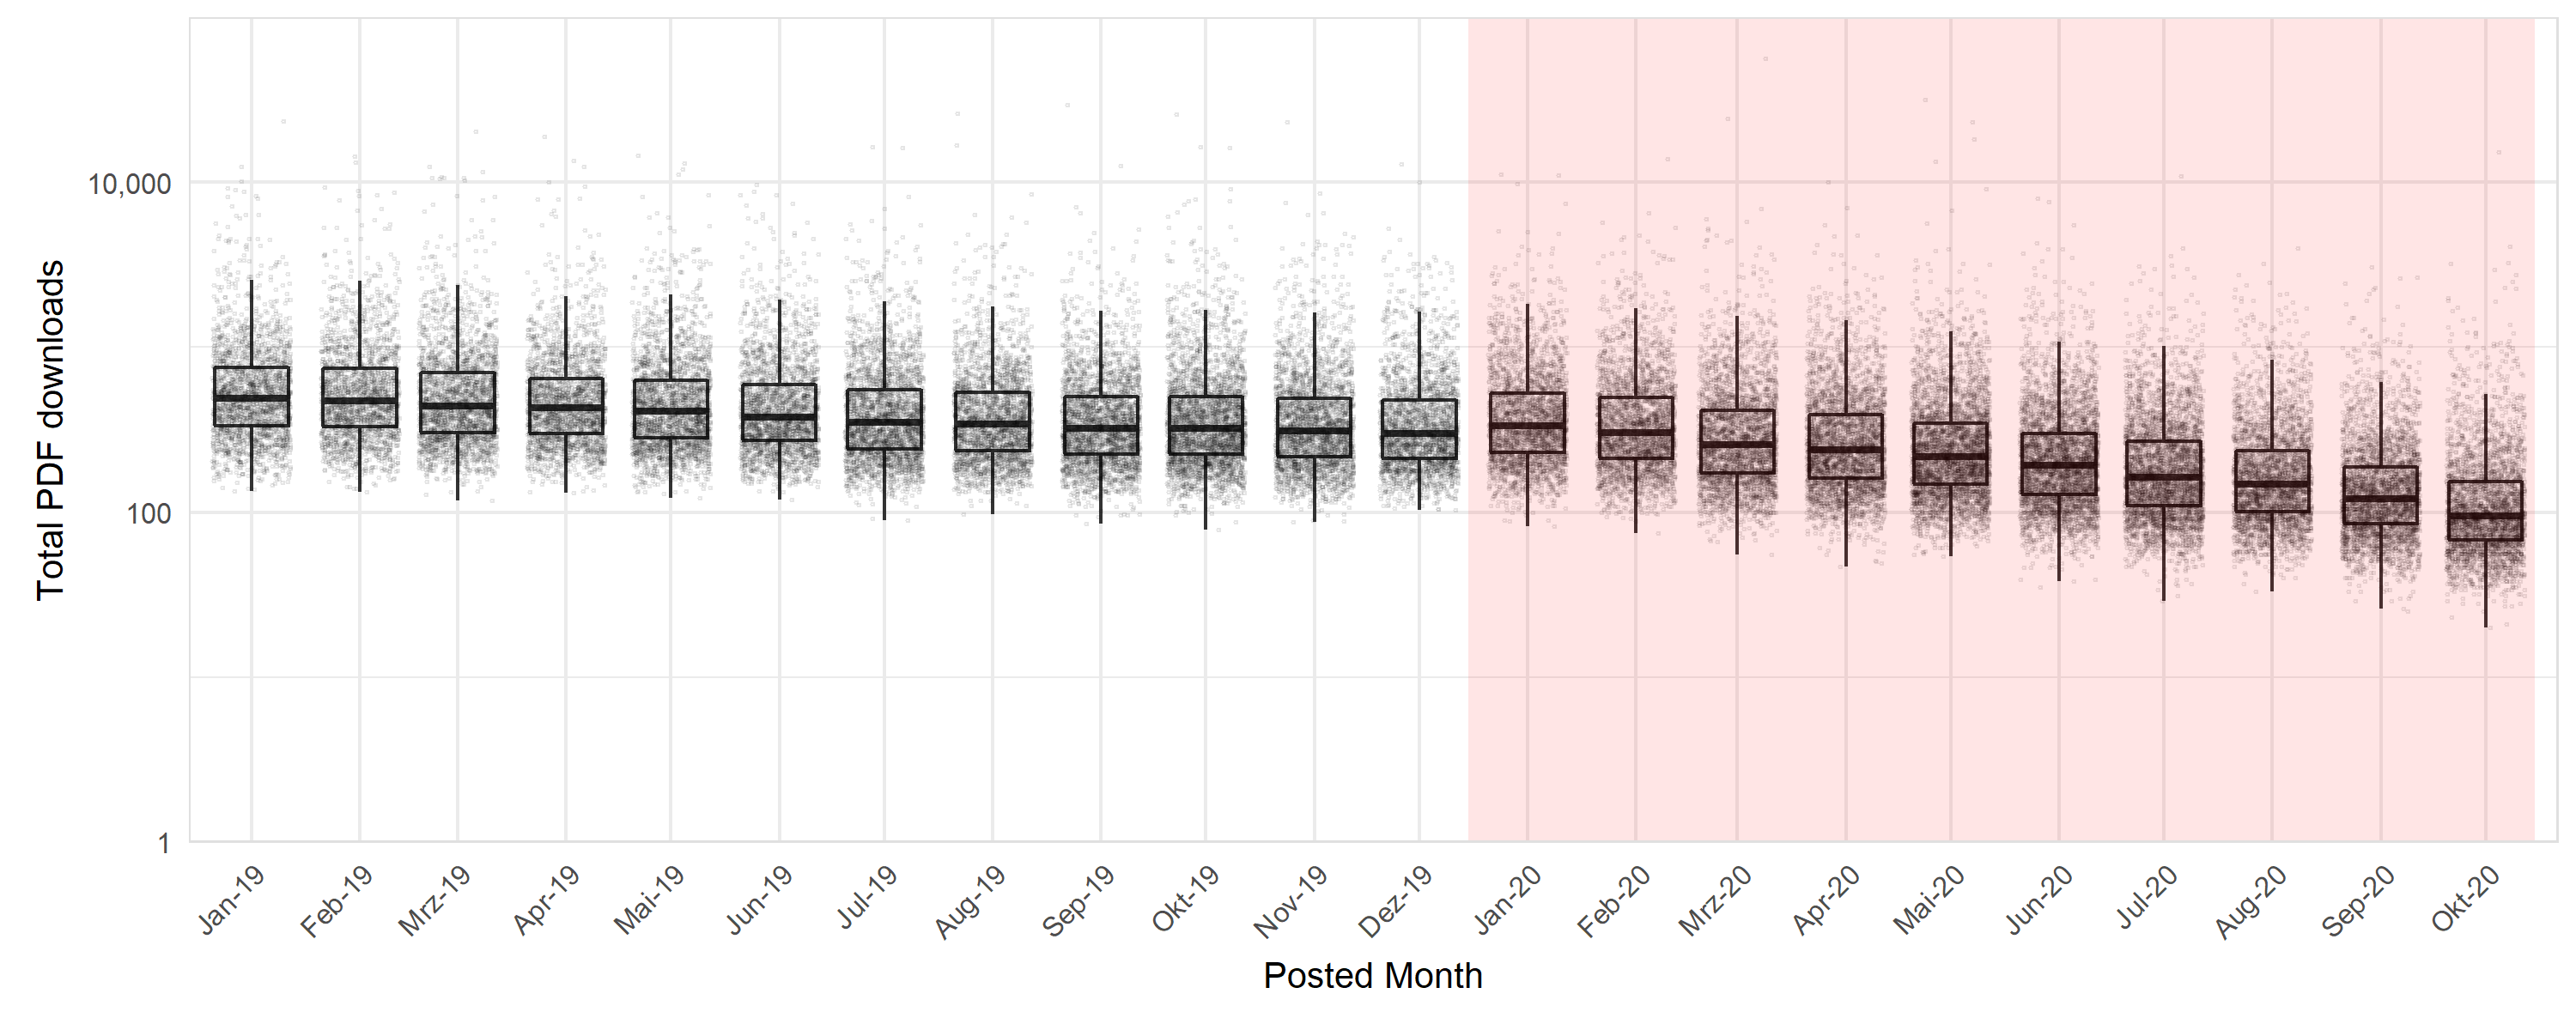 Total PDF downloads
10,000
100
1
Jan-19
Feb-19
Mrz-19
Apr-19
Mai-19
Jun-19
Jul-19
Aug-19
Sep-19
Okt-19
Nov-19
Dez-19
Jan-20
Feb-20
Mrz-20
Apr-20
Mai-20
Jun-20
Jul-20
Aug-20
Sep-20
Okt-20
Posted Month